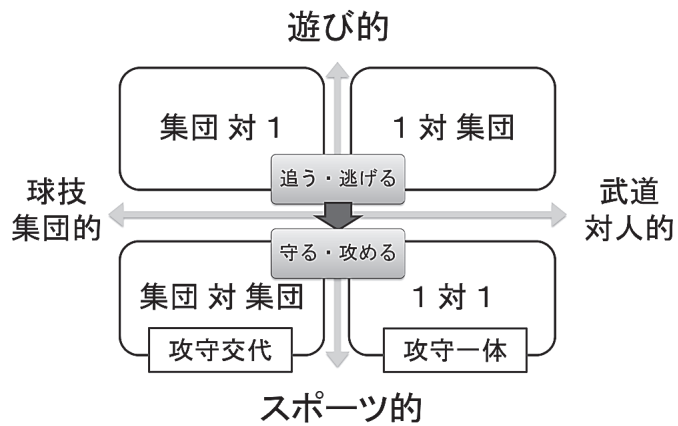 遊び的
集団 対 1
1 対 集団
追う・逃げる
球技
集団的
武道
対人的
守る・攻める
集団 対 集団
1 対 1
攻守交代
攻守一体
スポーツ的